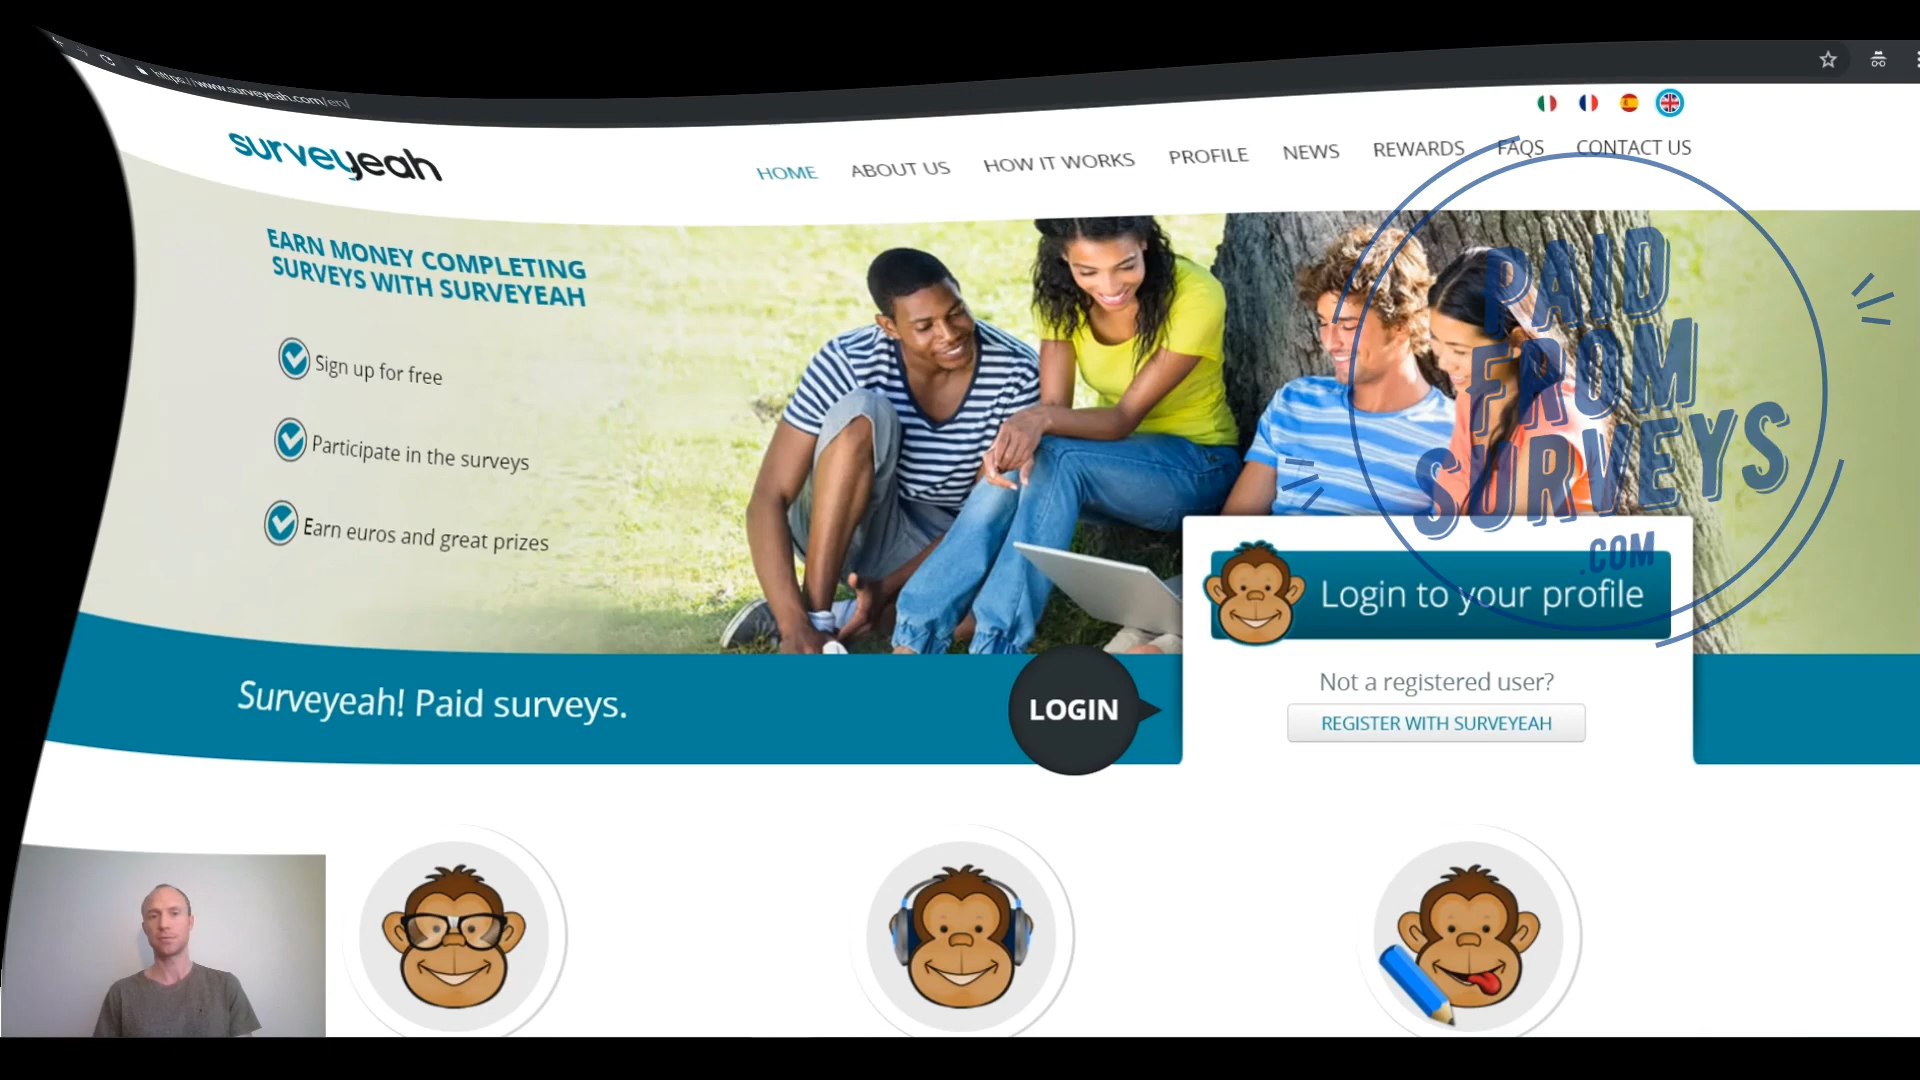 https://www.surveyeah.com/en/
surveyeah
HOME ABOUT US HOW IT WORKS PROFILE NEWS REWARDS FAQS CONTACT US
EARN MONEY COMPLETING
SURVEYS WITH SURVEYEAH
Sign up for free
Participate in the surveys
Earn euros and great prizes
PAID
FROM
SURVEYS
.COM
Login to your profile
Surveyeah! Paid surveys.
LOGIN
Not a registered user?
REGISTER WITH SURVEYEAH